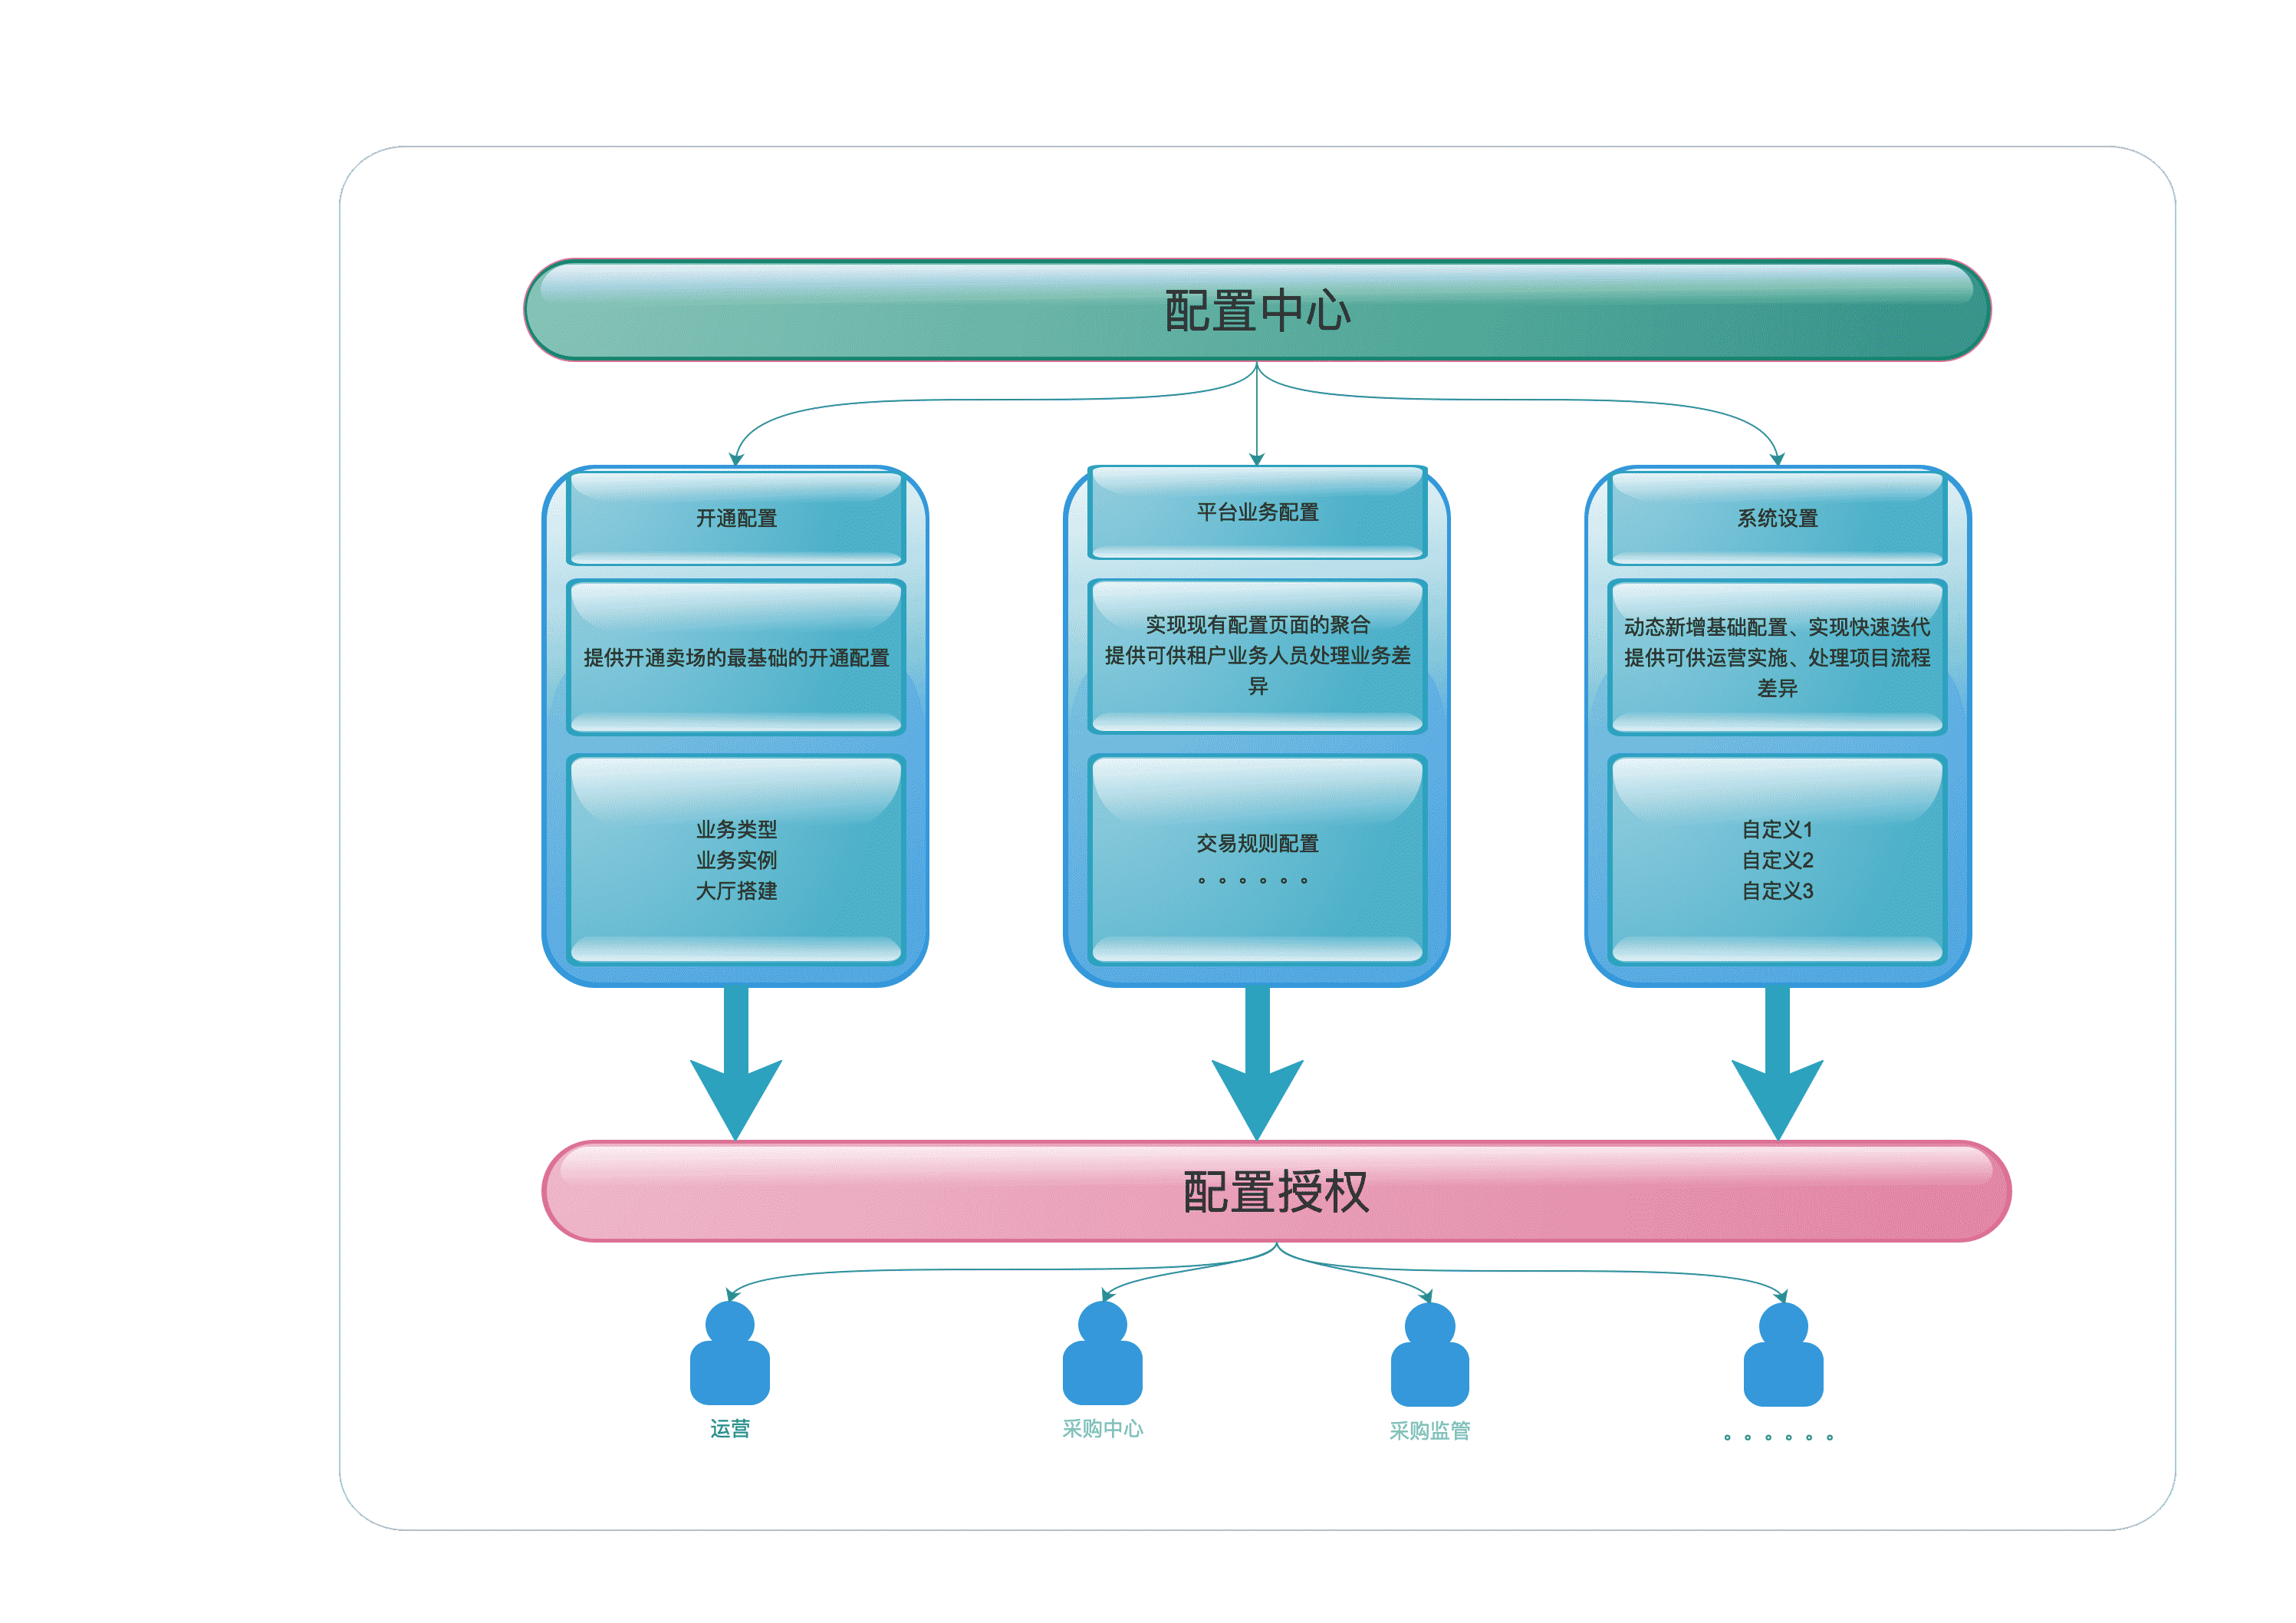 配置中心
开通配置
提供开通卖场的最基础的开通配置
业务类型
业务实例
大厅搭建
平台业务配置
实现现有配置页面的聚合
提供可供租户业务人员处理业务差
异
交易规则配置
。。。。。。
系统设置
动态新增基础配置、实现快速迭代
提供可供运营实施、处理项目流程
差异
自定义1
自定义2
自定义3
配置授权
运营
采购中心
采购监管
。。。。。。